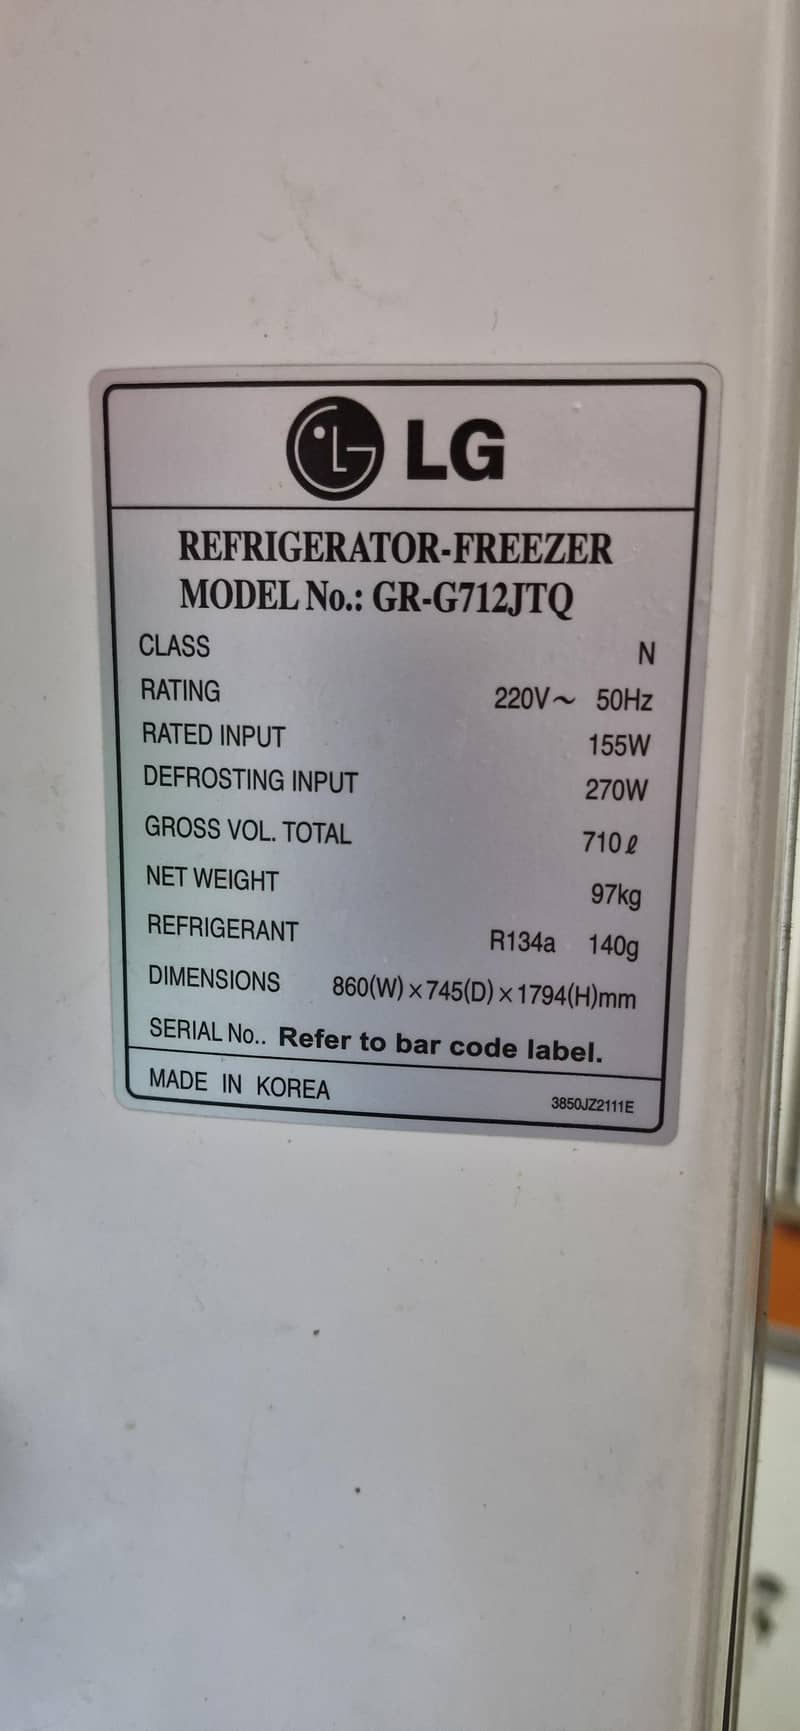 LG
REFRIGERATOR-FREEZER
MODEL No.: GR-G712JTQ
CLASS N
RATING 220V~ 50Hz
RATED INPUT 155W
DEFROSTING INPUT 270W
GROSS VOL. TOTAL 710ℓ
NET WEIGHT 97kg
REFRIGERANT R134a 140g
DIMENSIONS 860(W)×745(D)×1794(H)mm
SERIAL No.. Refer to bar code label.
MADE IN KOREA 3850JZ2111E